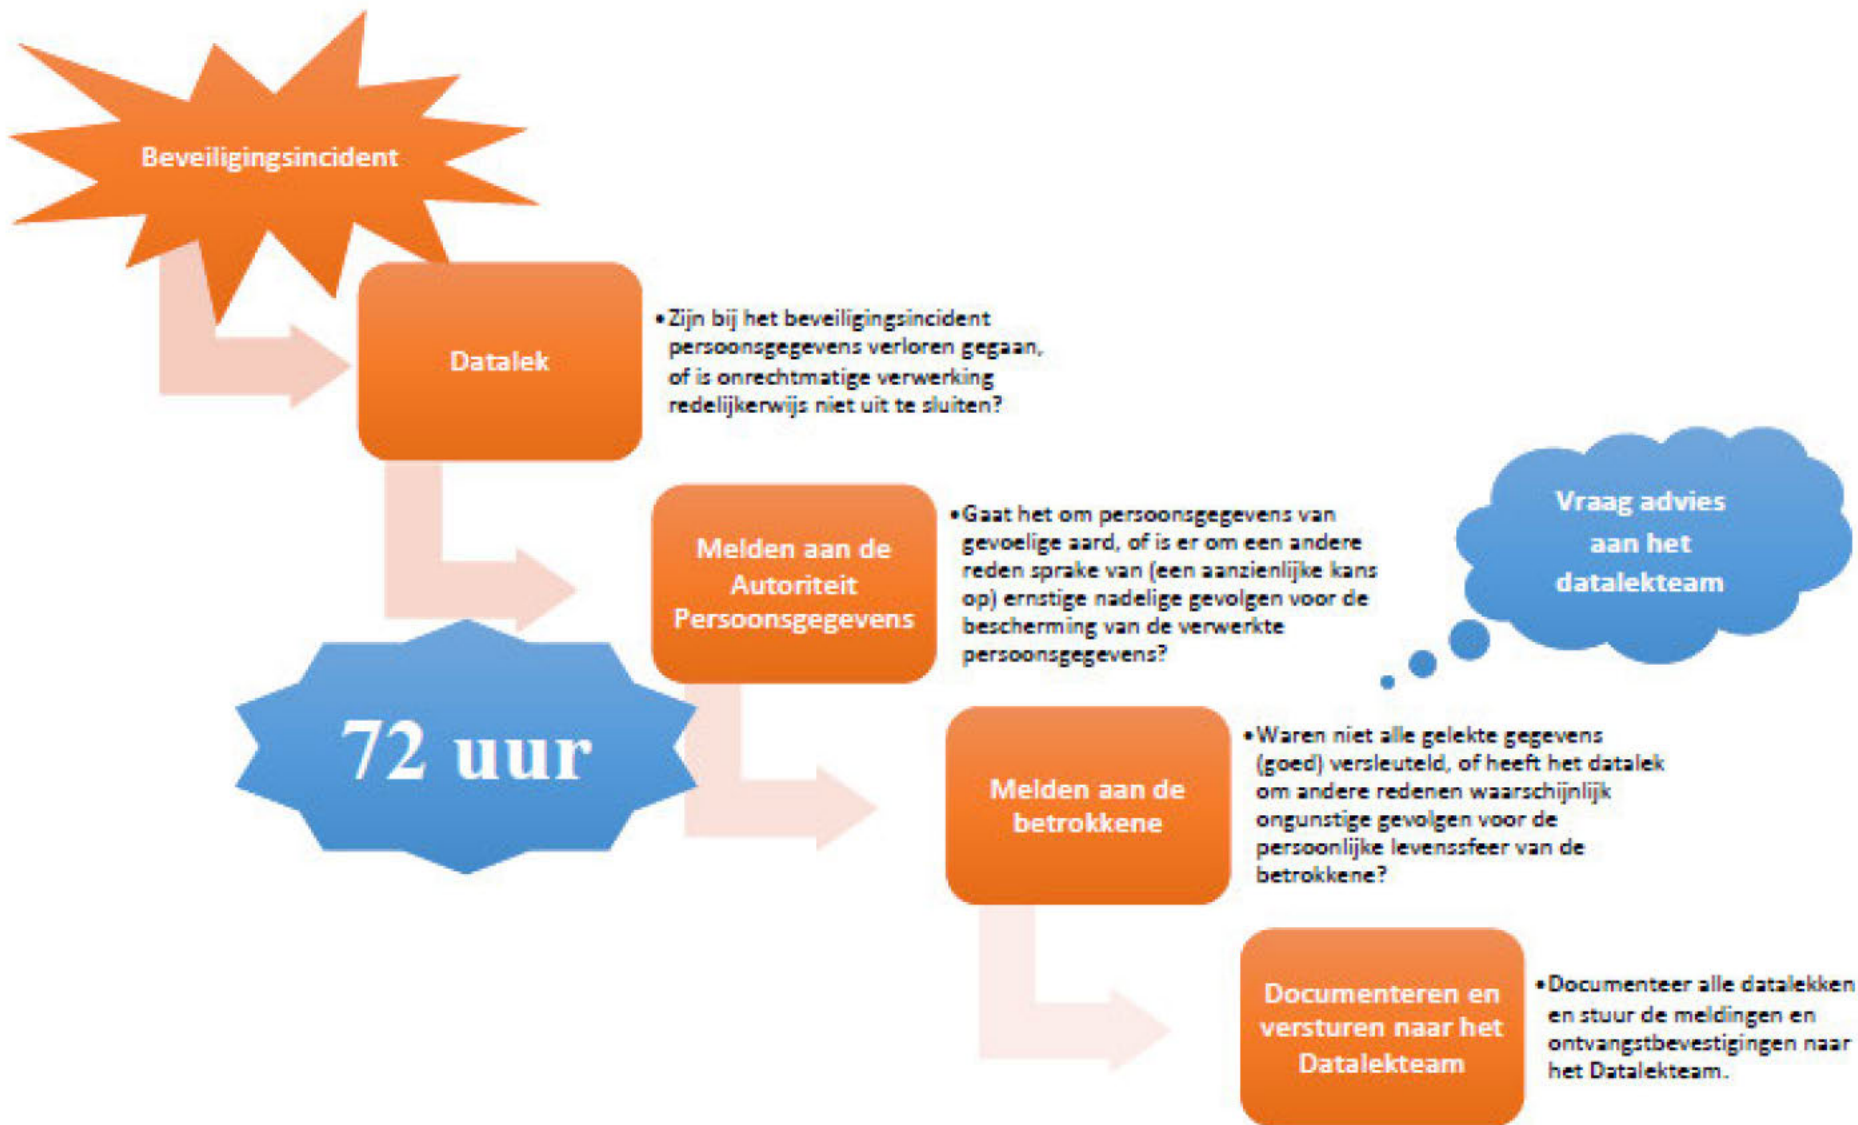 Beveiligingsincident
Datalek
•Zijn bij het beveiligingsincident
persoonsgegevens verloren gegaan,
of is onrechtmatige verwerking
redelijkerwijs niet uit te sluiten?
Melden aan de
Autoriteit
Persoonsgegevens
•Gaat het om persoonsgegevens van
gevoelige aard, of is er om een andere
reden sprake van (een aanzienlijke kans
op) ernstige nadelige gevolgen voor de
bescherming van de verwerkte
persoonsgegevens?
Vraag advies
aan het
datalekteam
72 uur
Melden aan de
betrokkene
•Waren niet alle gelekte gegevens
(goed) versleuteld, of heeft het datalek
om andere redenen waarschijnlijk
ongunstige gevolgen voor de
persoonlijke levenssfeer van de
betrokkene?
Documenteren en
versturen naar het
Datalekteam
•Documenteer alle datalekken
en stuur de meldingen en
ontvangstbevestigingen naar
het Datalekteam.